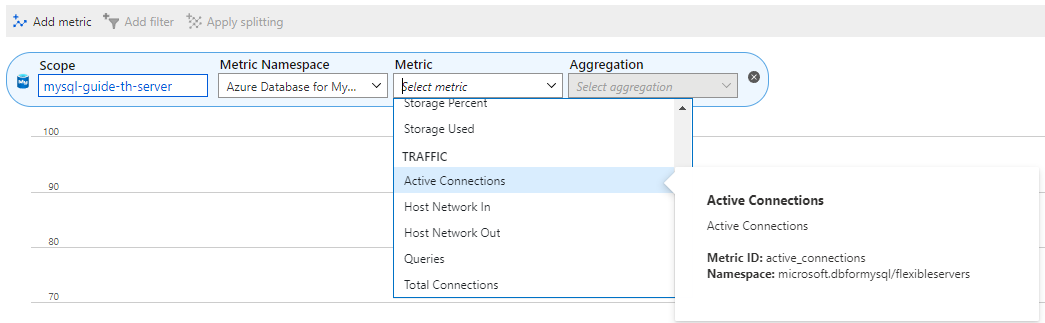 Add metric Add filter Apply splitting
Scope Metric Namespace Metric Aggregation
mysql-guide-th-server Azure Database for My... Select metric Select aggregation
Storage Percent
Storage Used
TRAFFIC
Active Connections
Host Network In
Host Network Out
Queries
Total Connections
100
90
80
70
Active Connections
Active Connections
Metric ID: active_connections
Namespace: microsoft.dbformysql/flexibleservers